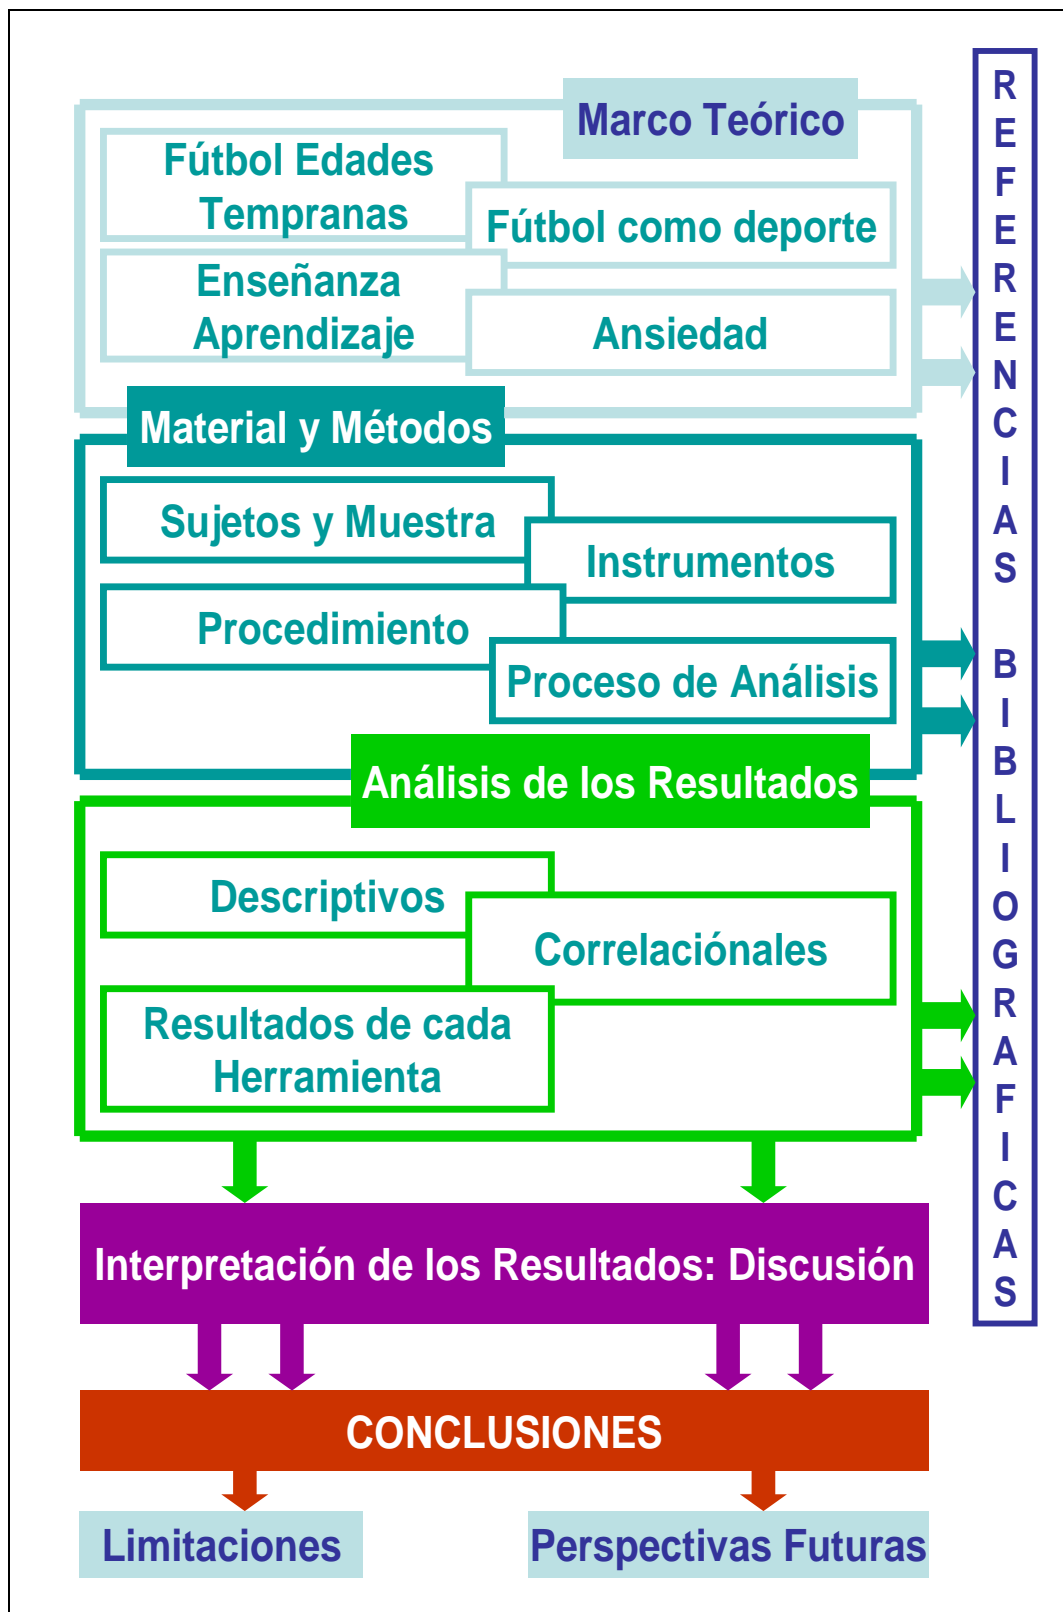 Marco Teórico
Fútbol Edades
Tempranas
Fútbol como deporte
Enseñanza
Aprendizaje
Ansiedad
Material y Métodos
Sujetos y Muestra
Instrumentos
Procedimiento
Proceso de Análisis
Análisis de los Resultados
Descriptivos
Correlaciónales
Resultados de cada
Herramienta
Interpretación de los Resultados: Discusión
CONCLUSIONES
Limitaciones
Perspectivas Futuras
REFERENCIAS BIBLIOGRAFICAS